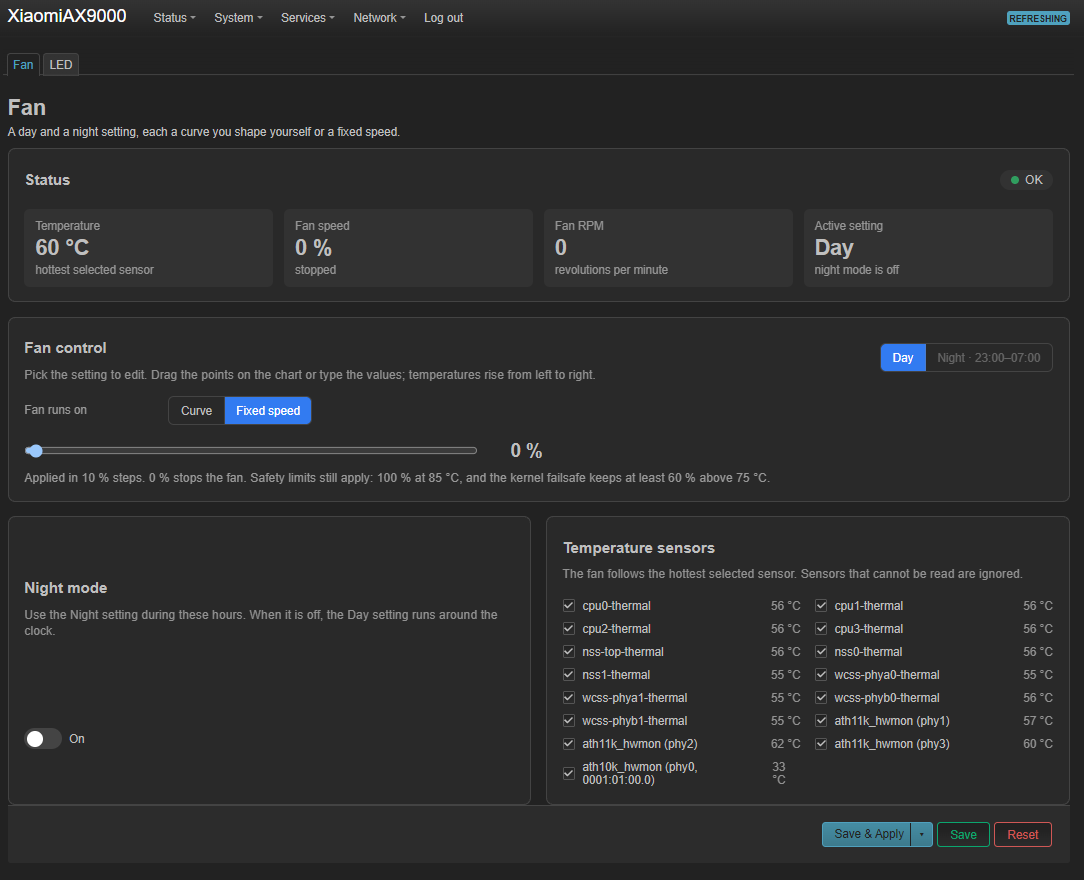 XiaomiAX9000 Status System Services Network Log out REFRESHING
Fan LED
Fan
A day and a night setting, each a curve you shape yourself or a fixed speed.
Status OK
Temperature
60 °C
hottest selected sensor
Fan speed
0 %
stopped
Fan RPM
0
revolutions per minute
Active setting
Day
night mode is off
Fan control
Day Night · 23:00–07:00
Pick the setting to edit. Drag the points on the chart or type the values; temperatures rise from left to right.
Fan runs on Curve Fixed speed
0 %
Applied in 10 % steps. 0 % stops the fan. Safety limits still apply: 100 % at 85 °C, and the kernel failsafe keeps at least 60 % above 75 °C.
Night mode
Use the Night setting during these hours. When it is off, the Day setting runs around the
clock.
On
Temperature sensors
The fan follows the hottest selected sensor. Sensors that cannot be read are ignored.
cpu0-thermal 56 °C cpu1-thermal 56 °C
cpu2-thermal 56 °C cpu3-thermal 56 °C
nss-top-thermal 56 °C nss0-thermal 56 °C
nss1-thermal 55 °C wcss-phya0-thermal 55 °C
wcss-phya1-thermal 55 °C wcss-phyb0-thermal 56 °C
wcss-phyb1-thermal 55 °C ath11k_hwmon (phy1) 57 °C
ath11k_hwmon (phy2) 62 °C ath11k_hwmon (phy3) 60 °C
ath10k_hwmon (phy0, 33
0001:01:00.0) °C
Save & Apply Save Reset